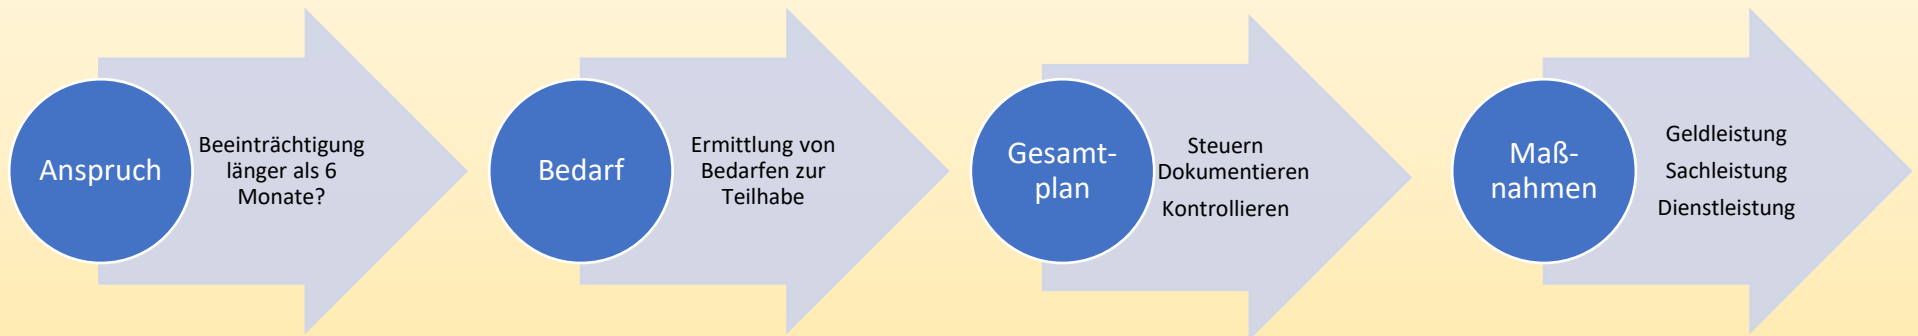 Anspruch
Beeinträchtigung
länger als 6
Monate?
Bedarf
Ermittlung von
Bedarfen zur
Teilhabe
Gesamt-
plan
Steuern
Dokumentieren
Kontrollieren
Maß-
nahmen
Geldleistung
Sachleistung
Dienstleistung